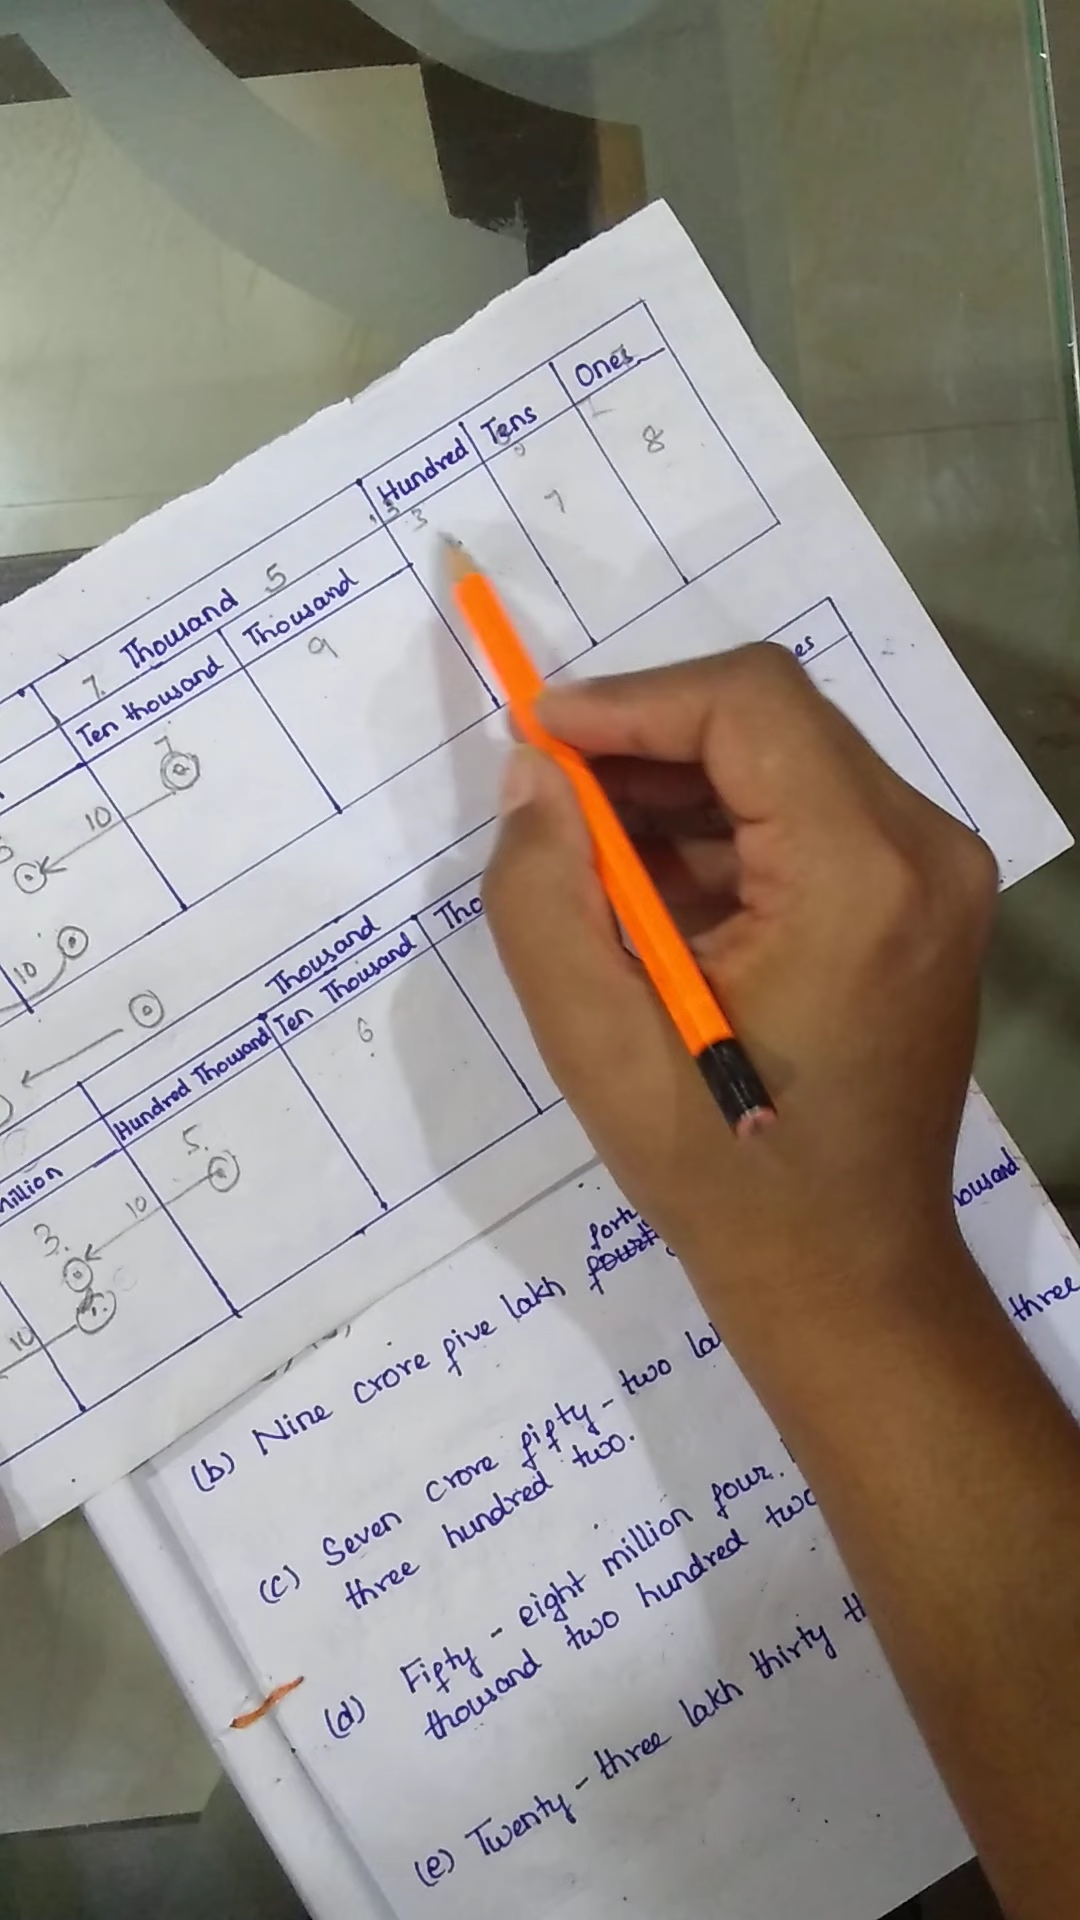 Hundred Tens Ones
7 Thousand 5
Ten thousand Thousand
3 7 8
9
7
10
10
Thousand
Hundred Thousand Ten Thousand
6
5.
3.
10
10
(b) Nine crore five lakh
(c) Seven crore fifty - two
three hundred two.
(d) Fifty - eight million four.
thousand two hundred two
(e) Twenty - three lakh thirty
three